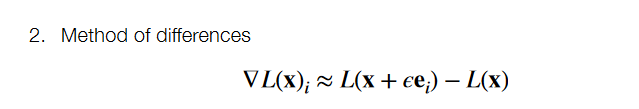 2. Method of differences
∇L(x)ᵢ ≈ L(x + ϵeᵢ) − L(x)